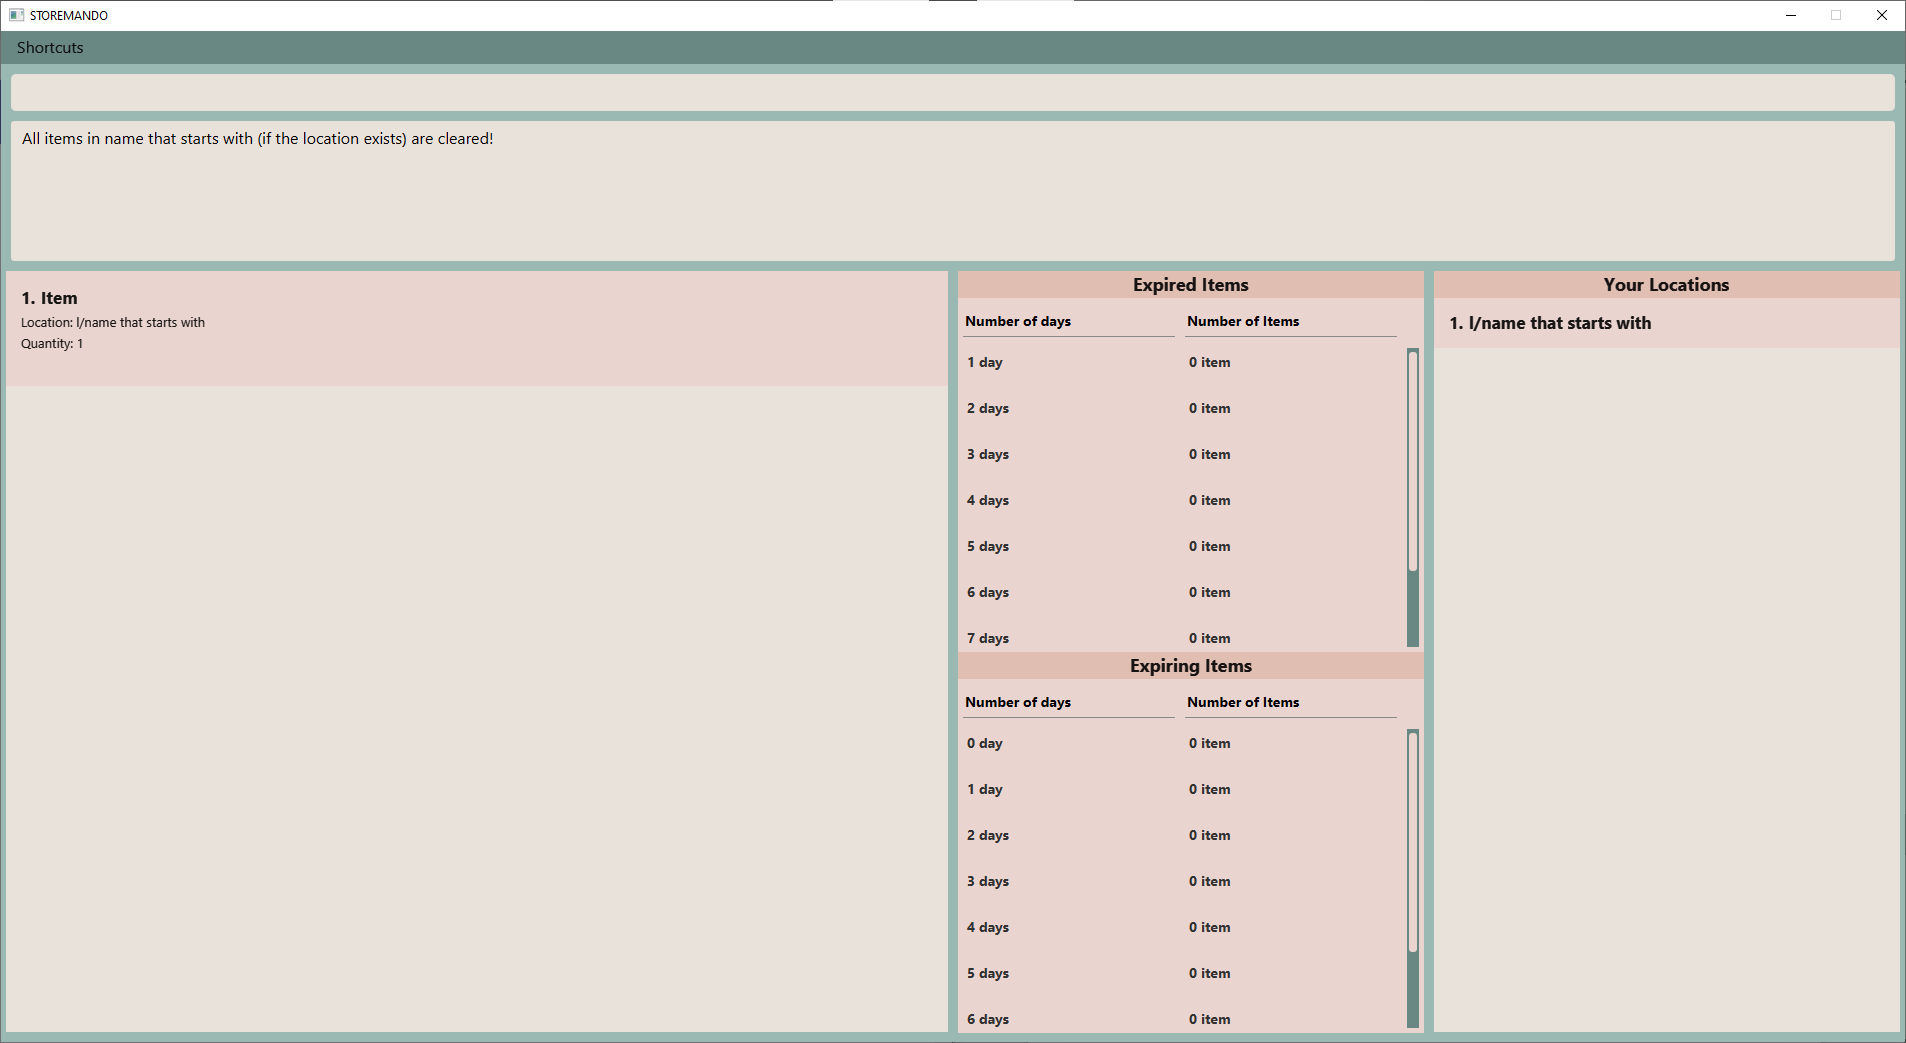 STOREMANDO
Shortcuts
All items in name that starts with (if the location exists) are cleared!
1. Item
Location: l/name that starts with
Quantity: 1
Expired Items
Number of days Number of Items
1 day 0 item
2 days 0 item
3 days 0 item
4 days 0 item
5 days 0 item
6 days 0 item
7 days 0 item
Expiring Items
Number of days Number of Items
0 day 0 item
1 day 0 item
2 days 0 item
3 days 0 item
4 days 0 item
5 days 0 item
6 days 0 item
Your Locations
1. l/name that starts with